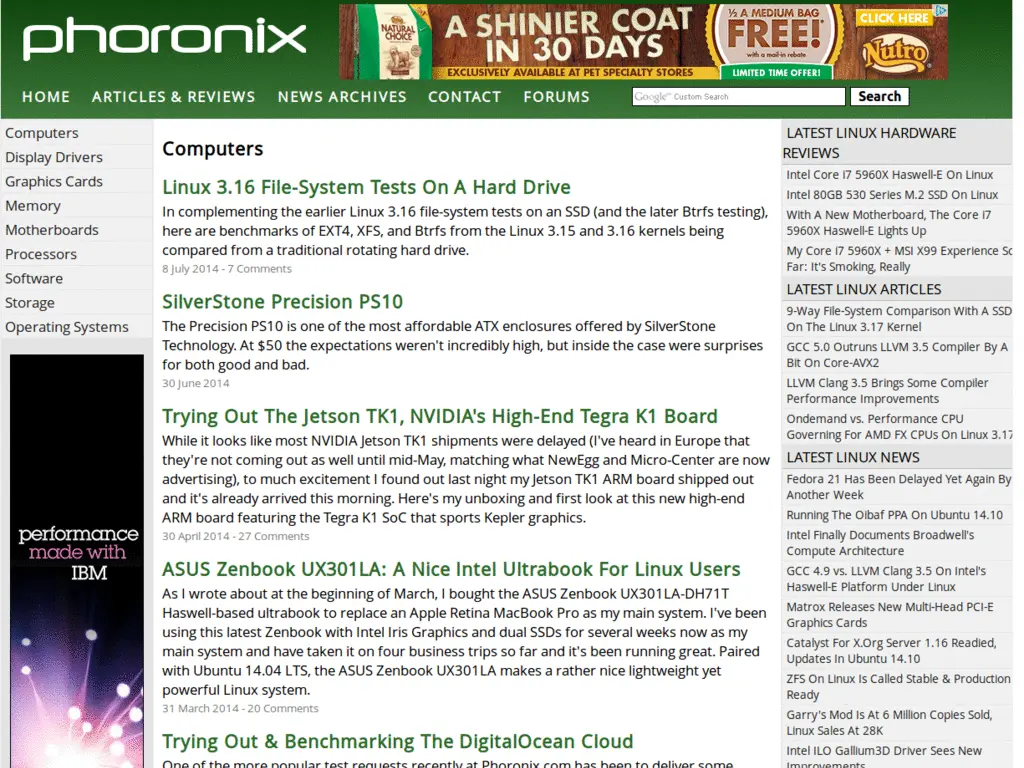 phoronix
NATURAL
CHOICE
A SHINIER COAT
IN 30 DAYS
EXCLUSIVELY AVAILABLE AT PET SPECIALTY STORES
½ A MEDIUM BAG
FREE!
with a mail-in rebate
LIMITED TIME OFFER!
CLICK HERE
Nutro
HOME
ARTICLES & REVIEWS
NEWS ARCHIVES
CONTACT
FORUMS
Google™ Custom Search
Search
Computers
Display Drivers
Graphics Cards
Memory
Motherboards
Processors
Software
Storage
Operating Systems
performance
made with
IBM
Computers
Linux 3.16 File-System Tests On A Hard Drive
In complementing the earlier Linux 3.16 file-system tests on an SSD (and the later Btrfs testing),
here are benchmarks of EXT4, XFS, and Btrfs from the Linux 3.15 and 3.16 kernels being
compared from a traditional rotating hard drive.
8 July 2014 - 7 Comments
SilverStone Precision PS10
The Precision PS10 is one of the most affordable ATX enclosures offered by SilverStone
Technology. At $50 the expectations weren't incredibly high, but inside the case were surprises
for both good and bad.
30 June 2014
Trying Out The Jetson TK1, NVIDIA's High-End Tegra K1 Board
While it looks like most NVIDIA Jetson TK1 shipments were delayed (I've heard in Europe that
they're not coming out as well until mid-May, matching what NewEgg and Micro-Center are now
advertising), to much excitement I found out last night my Jetson TK1 ARM board shipped out
and it's already arrived this morning. Here's my unboxing and first look at this new high-end
ARM board featuring the Tegra K1 SoC that sports Kepler graphics.
30 April 2014 - 27 Comments
ASUS Zenbook UX301LA: A Nice Intel Ultrabook For Linux Users
As I wrote about at the beginning of March, I bought the ASUS Zenbook UX301LA-DH71T
Haswell-based ultrabook to replace an Apple Retina MacBook Pro as my main system. I've been
using this latest Zenbook with Intel Iris Graphics and dual SSDs for several weeks now as my
main system and have taken it on four business trips so far and it's been running great. Paired
with Ubuntu 14.04 LTS, the ASUS Zenbook UX301LA makes a rather nice lightweight yet
powerful Linux system.
31 March 2014 - 20 Comments
Trying Out & Benchmarking The DigitalOcean Cloud
One of the more popular test requests recently at Phoronix.com has been to deliver some
LATEST LINUX HARDWARE
REVIEWS
Intel Core i7 5960X Haswell-E On Linux
Intel 80GB 530 Series M.2 SSD On Linux
With A New Motherboard, The Core i7
5960X Haswell-E Lights Up
My Core i7 5960X + MSI X99 Experience So
Far: It's Smoking, Really
LATEST LINUX ARTICLES
9-Way File-System Comparison With A SSD
On The Linux 3.17 Kernel
GCC 5.0 Outruns LLVM 3.5 Compiler By A
Bit On Core-AVX2
LLVM Clang 3.5 Brings Some Compiler
Performance Improvements
Ondemand vs. Performance CPU
Governing For AMD FX CPUs On Linux 3.17
LATEST LINUX NEWS
Fedora 21 Has Been Delayed Yet Again By
Another Week
Running The Oibaf PPA On Ubuntu 14.10
Intel Finally Documents Broadwell's
Compute Architecture
GCC 4.9 vs. LLVM Clang 3.5 On Intel's
Haswell-E Platform Under Linux
Matrox Releases New Multi-Head PCI-E
Graphics Cards
Catalyst For X.Org Server 1.16 Readied,
Updates In Ubuntu 14.10
ZFS On Linux Is Called Stable & Production
Ready
Garry's Mod Is At 6 Million Copies Sold,
Linux Sales At 28K
Intel ILO Gallium3D Driver Sees New
Improvements